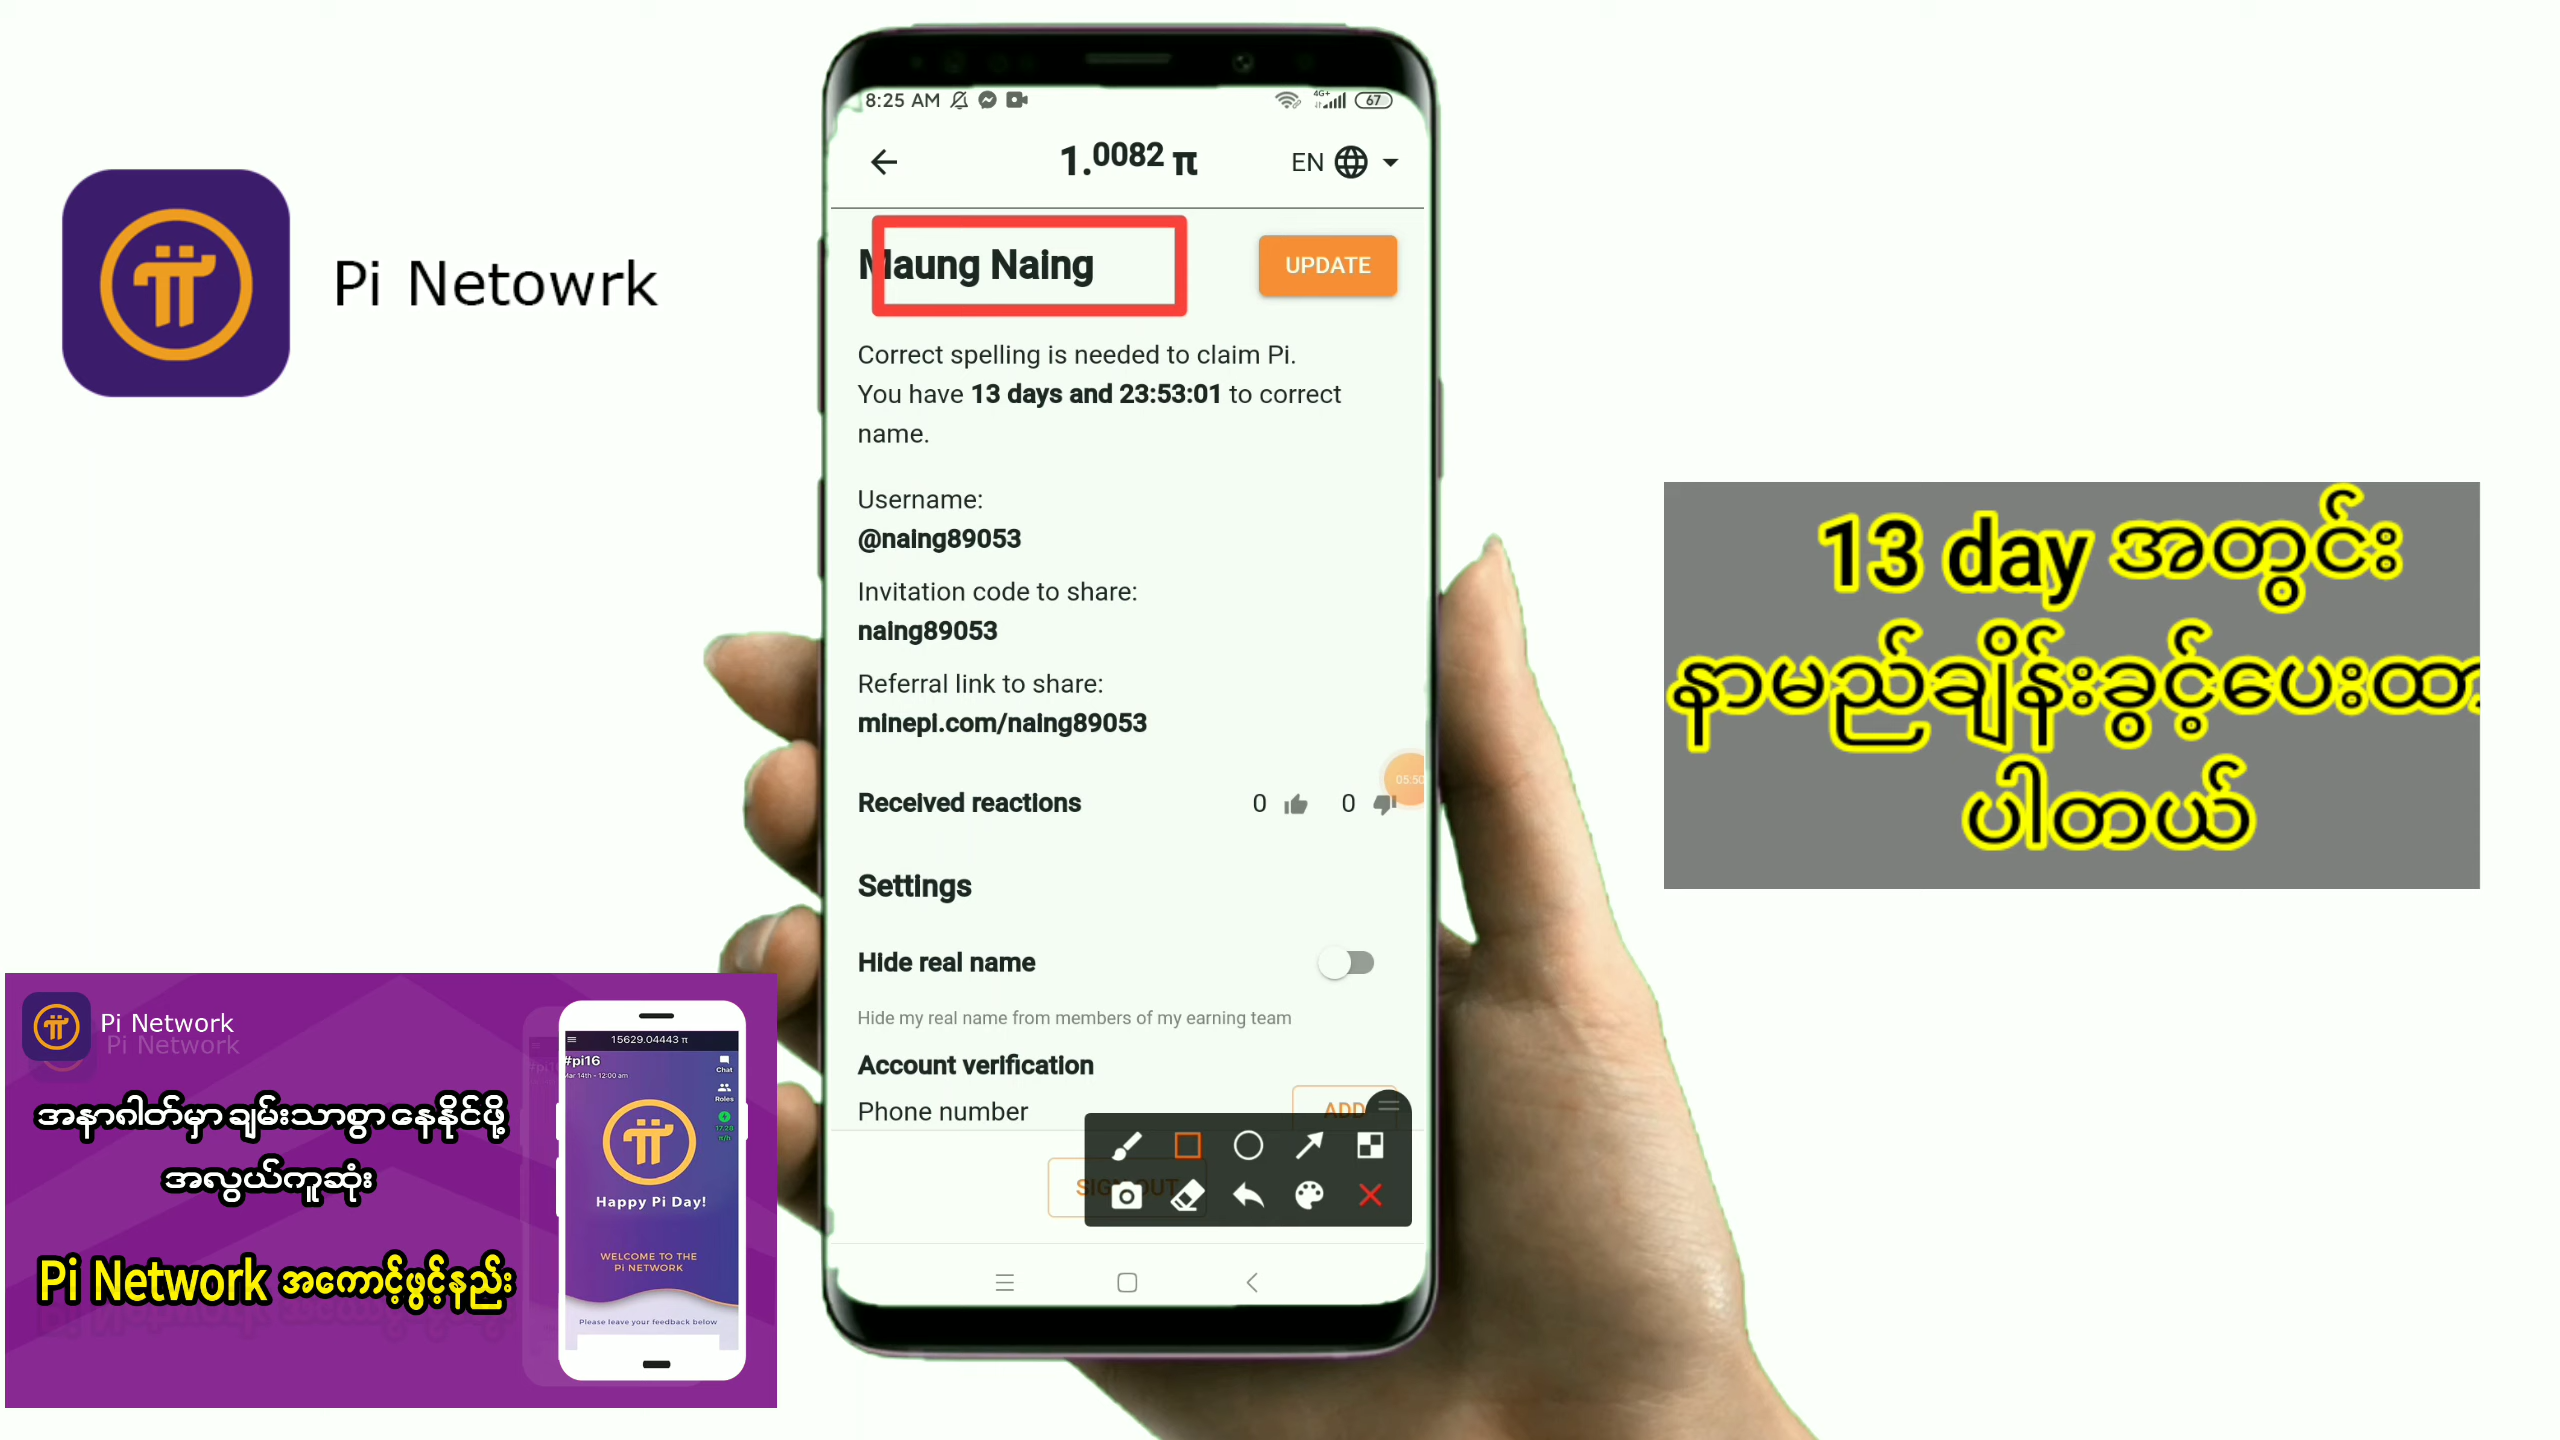 Pi Netowrk
8:25 AM
4G+
67
1.0082 π
EN
Maung Naing
UPDATE
Correct spelling is needed to claim Pi.
You have 13 days and 23:53:01 to correct
name.
Username:
@naing89053
Invitation code to share:
naing89053
Referral link to share:
minepi.com/naing89053
05:50
Received reactions
0
0
Settings
Hide real name
Hide my real name from members of my earning team
Account verification
Phone number
ADD
SIGN OUT
13 day အတွင်း
နာမည်ချိန်းခွင့်ပေးထား
ပါတယ်
Pi Network
Pi Network
အနာဂါတ်မှာ ချမ်းသာစွာ နေနိုင်ဖို့
အလွယ်ကူဆုံး
Pi Network အကောင့်ဖွင့်နည်း
15629.04443 π
#pi16
Mar 14th - 12:00 am
Chat
Roles
17.28
π/h
Happy Pi Day!
WELCOME TO THE
Pi NETWORK
Please leave your feedback below